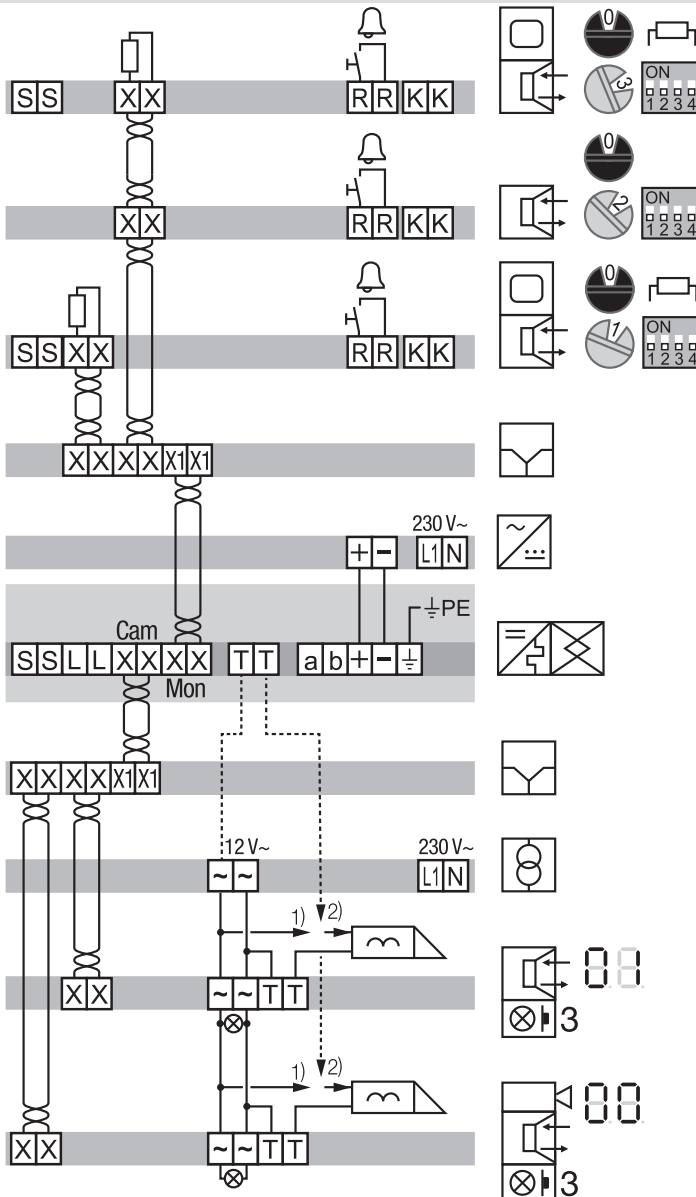 0
ON
S S X X R R K K 3 1 2 3 4
0
ON
X X R R K K 2 1 2 3 4
0
ON
S S X X R R K K 1 1 2 3 4
X X X X X1 X1
230 V~
+ − L1 N
PE
Cam
S S L L X X X X T T a b + −
Mon
X X X X X1 X1
12 V~ 230 V~
~ ~ L1 N
1) 2)
01
X X ~ ~ T T
3
1) 2)
00
X X ~ ~ T T
3